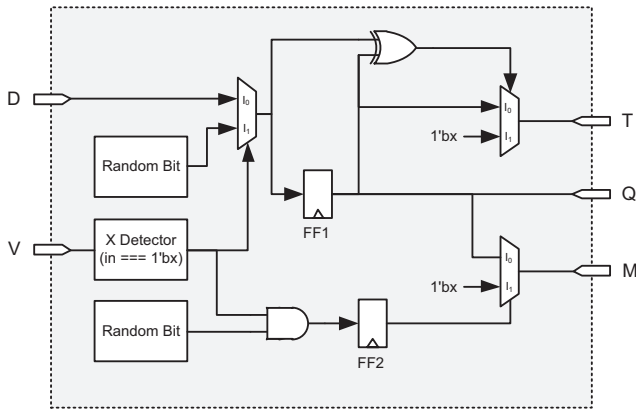 D
I₀
I₁
Random Bit
1'bx
I₀
I₁
T
FF1
Q
V
X Detector
(in === 1'bx)
I₀
I₁
1'bx
M
Random Bit
FF2